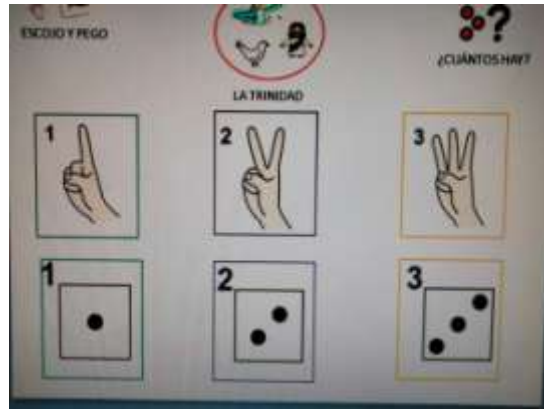 ESCOJO Y PEGO
LA TRINIDAD
?
¿CUÁNTOS HAY?
1
2
3
1
2
3